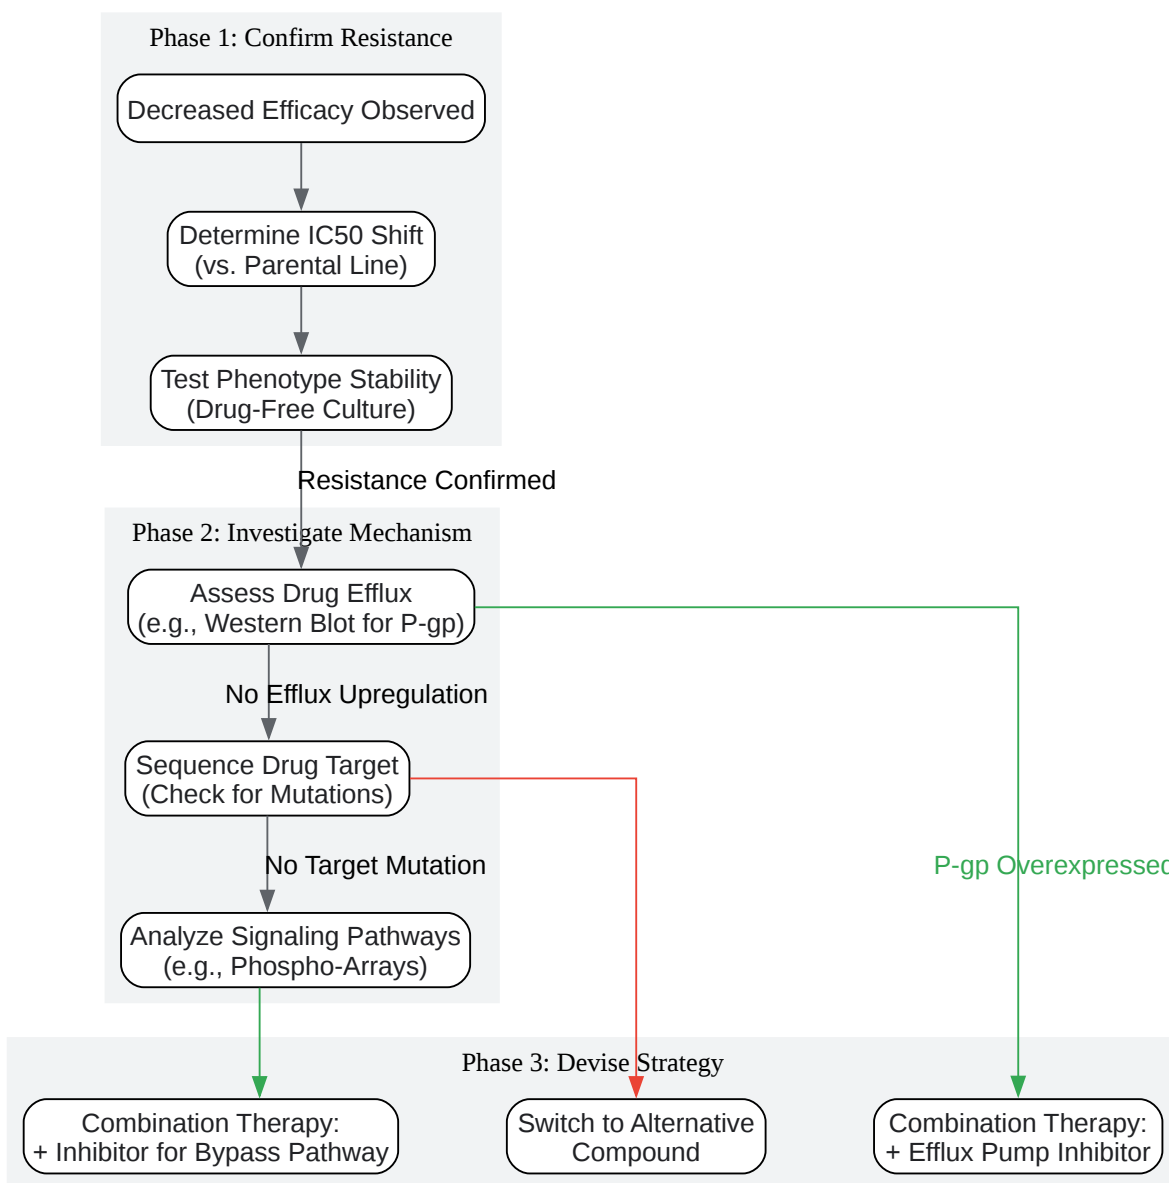 Phase 1: Confirm Resistance
Decreased Efficacy Observed
Determine IC50 Shift
(vs. Parental Line)
Test Phenotype Stability
(Drug-Free Culture)
Resistance Confirmed
Phase 2: Investigate Mechanism
Assess Drug Efflux
(e.g., Western Blot for P-gp)
No Efflux Upregulation
Sequence Drug Target
(Check for Mutations)
No Target Mutation
P-gp Overexpressed
Analyze Signaling Pathways
(e.g., Phospho-Arrays)
Phase 3: Devise Strategy
Combination Therapy:
+ Inhibitor for Bypass Pathway
Switch to Alternative
Compound
Combination Therapy:
+ Efflux Pump Inhibitor